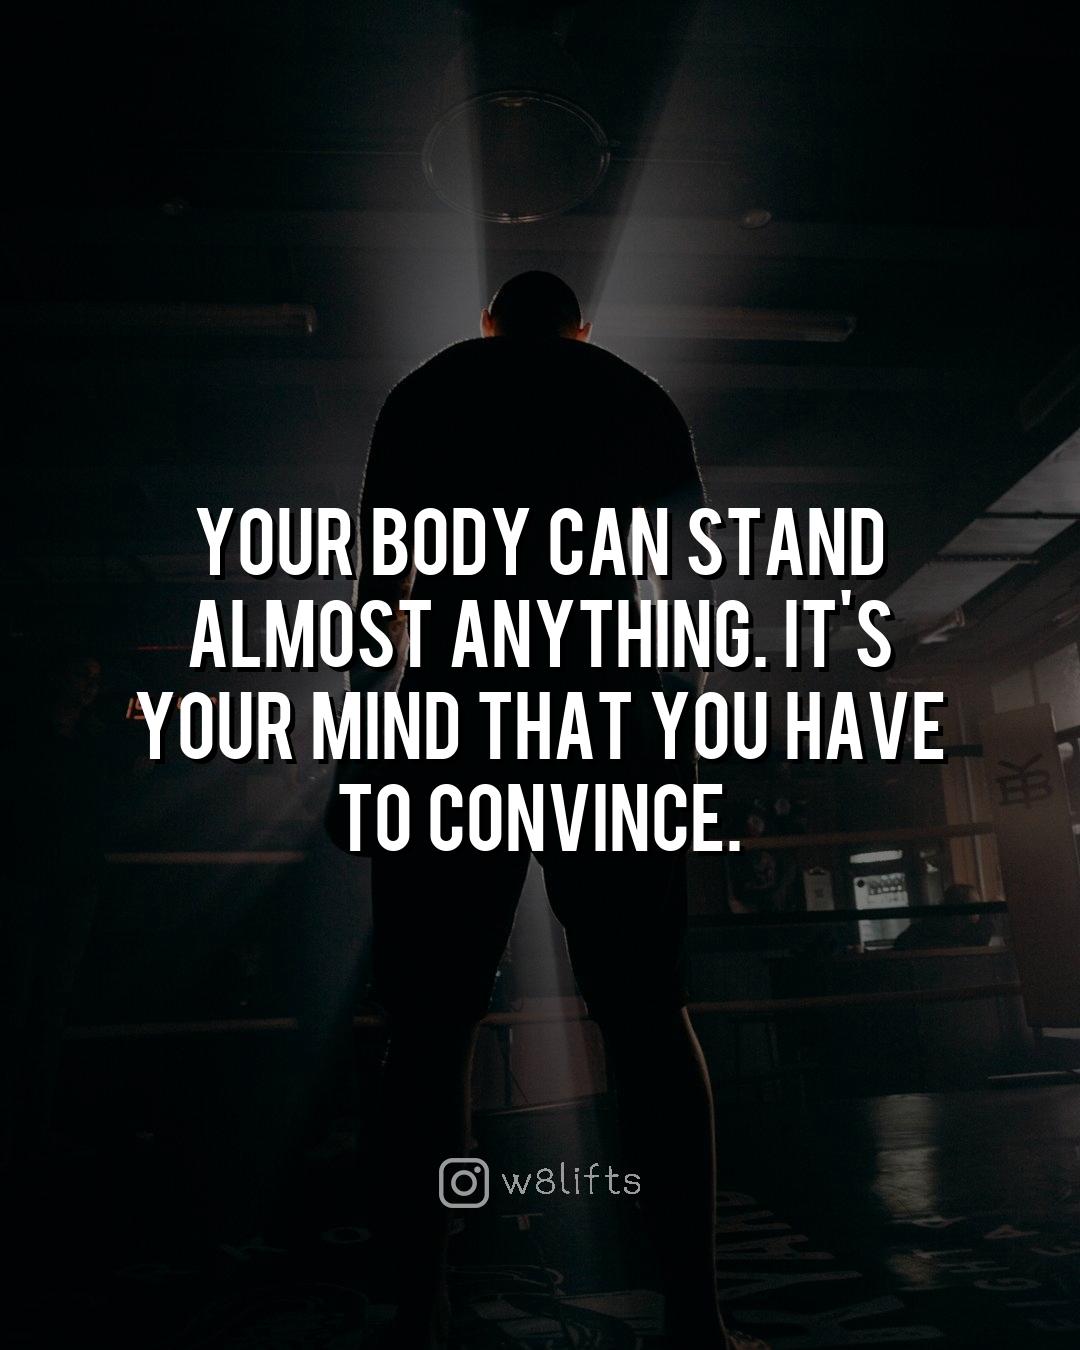 YOUR BODY CAN STAND
ALMOST ANYTHING. IT'S
YOUR MIND THAT YOU HAVE
TO CONVINCE.
w8lifts